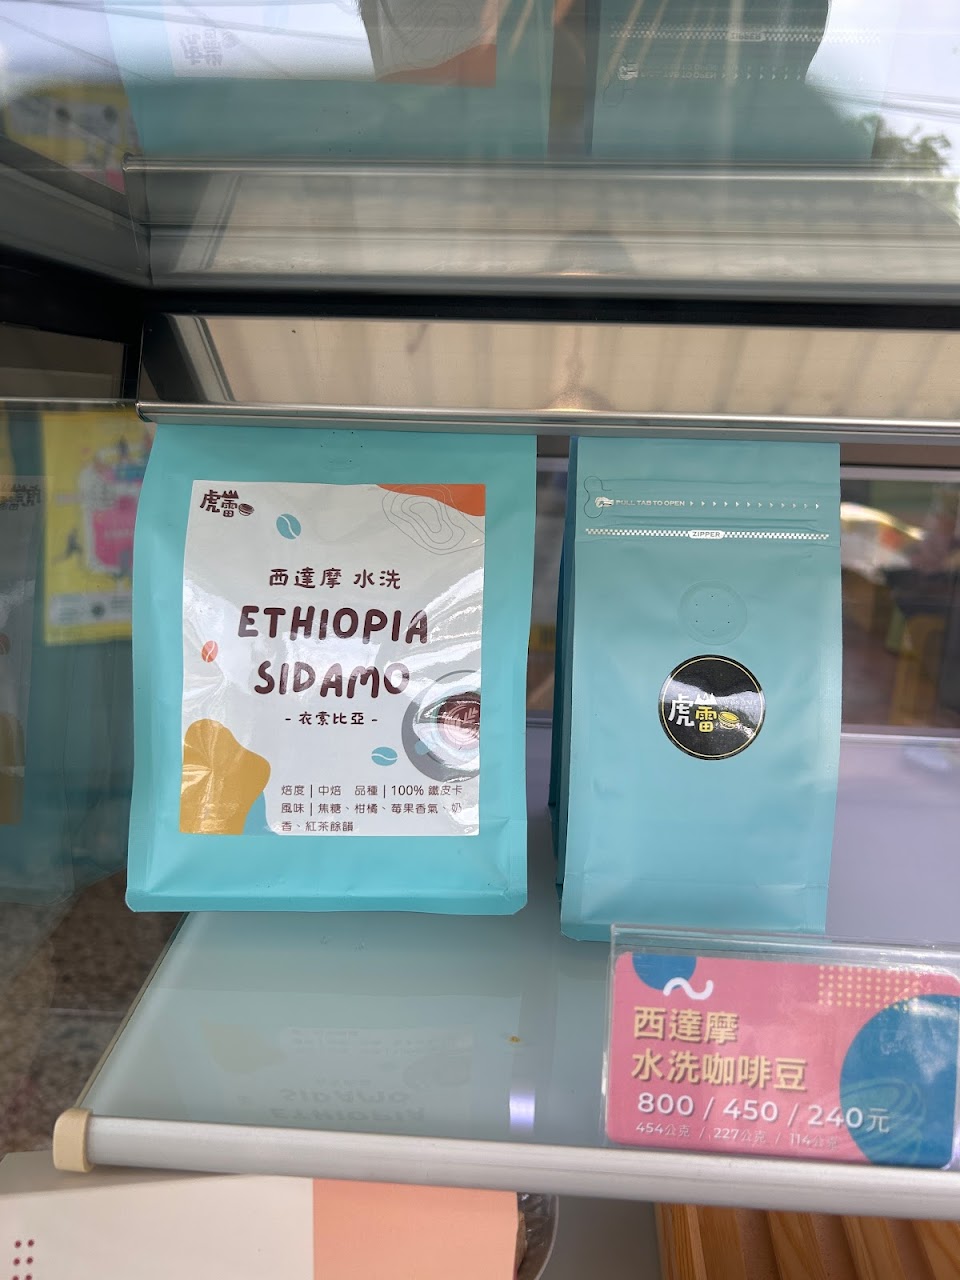 虎雷
西達摩 水洗
ETHIOPIA
SIDAMO
- 衣索比亞 -
焙度 | 中焙 品種 | 100% 鐵皮卡
風味 | 焦糖、柑橘、莓果香氣、奶
香、紅茶餘韻
PULL TAB TO OPEN
ZIPPER
虎雷
西達摩
水洗咖啡豆
800 / 450 / 240元
454公克 / 227公克 / 114公克